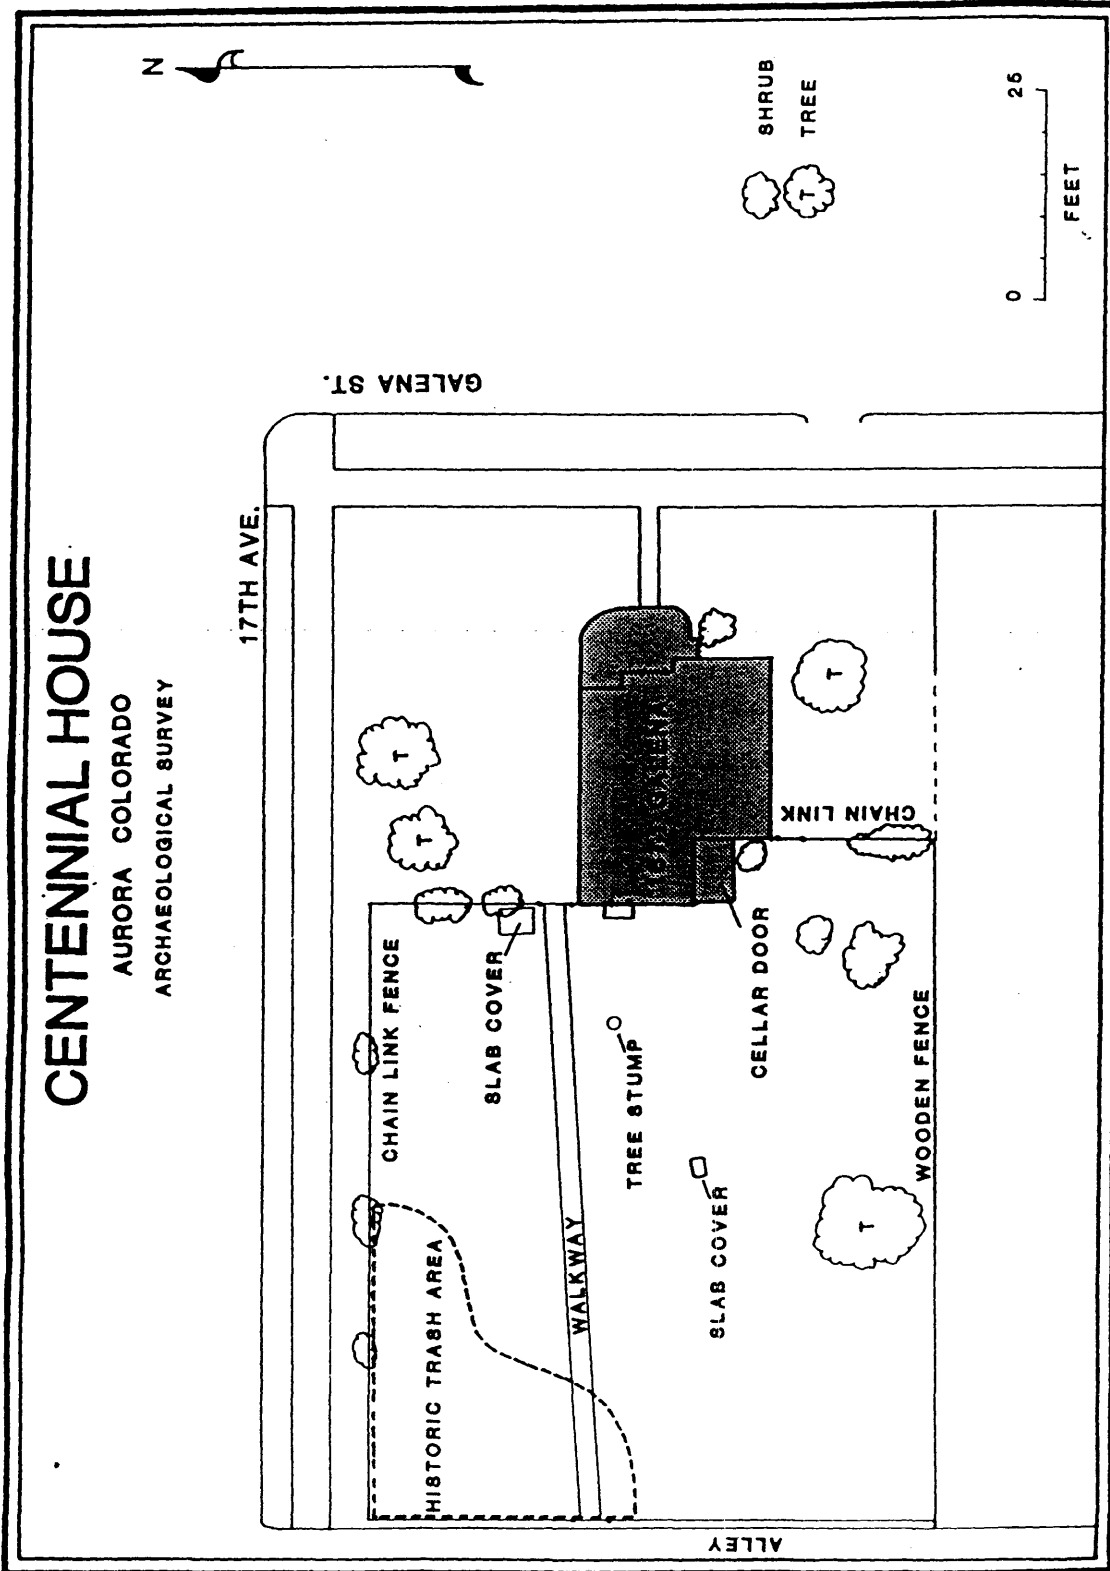 CENTENNIAL HOUSE
AURORA COLORADO
ARCHAEOLOGICAL SURVEY
N
17TH AVE.
GALENA ST.
CHAIN LINK FENCE
T
T
HISTORIC TRASH AREA
SLAB COVER
WALKWAY
TREE STUMP
GALENA
SLAB COVER
CELLAR DOOR
CHAIN LINK
T
T
WOODEN FENCE
ALLEY
SHRUB
T
TREE
0
25
FEET